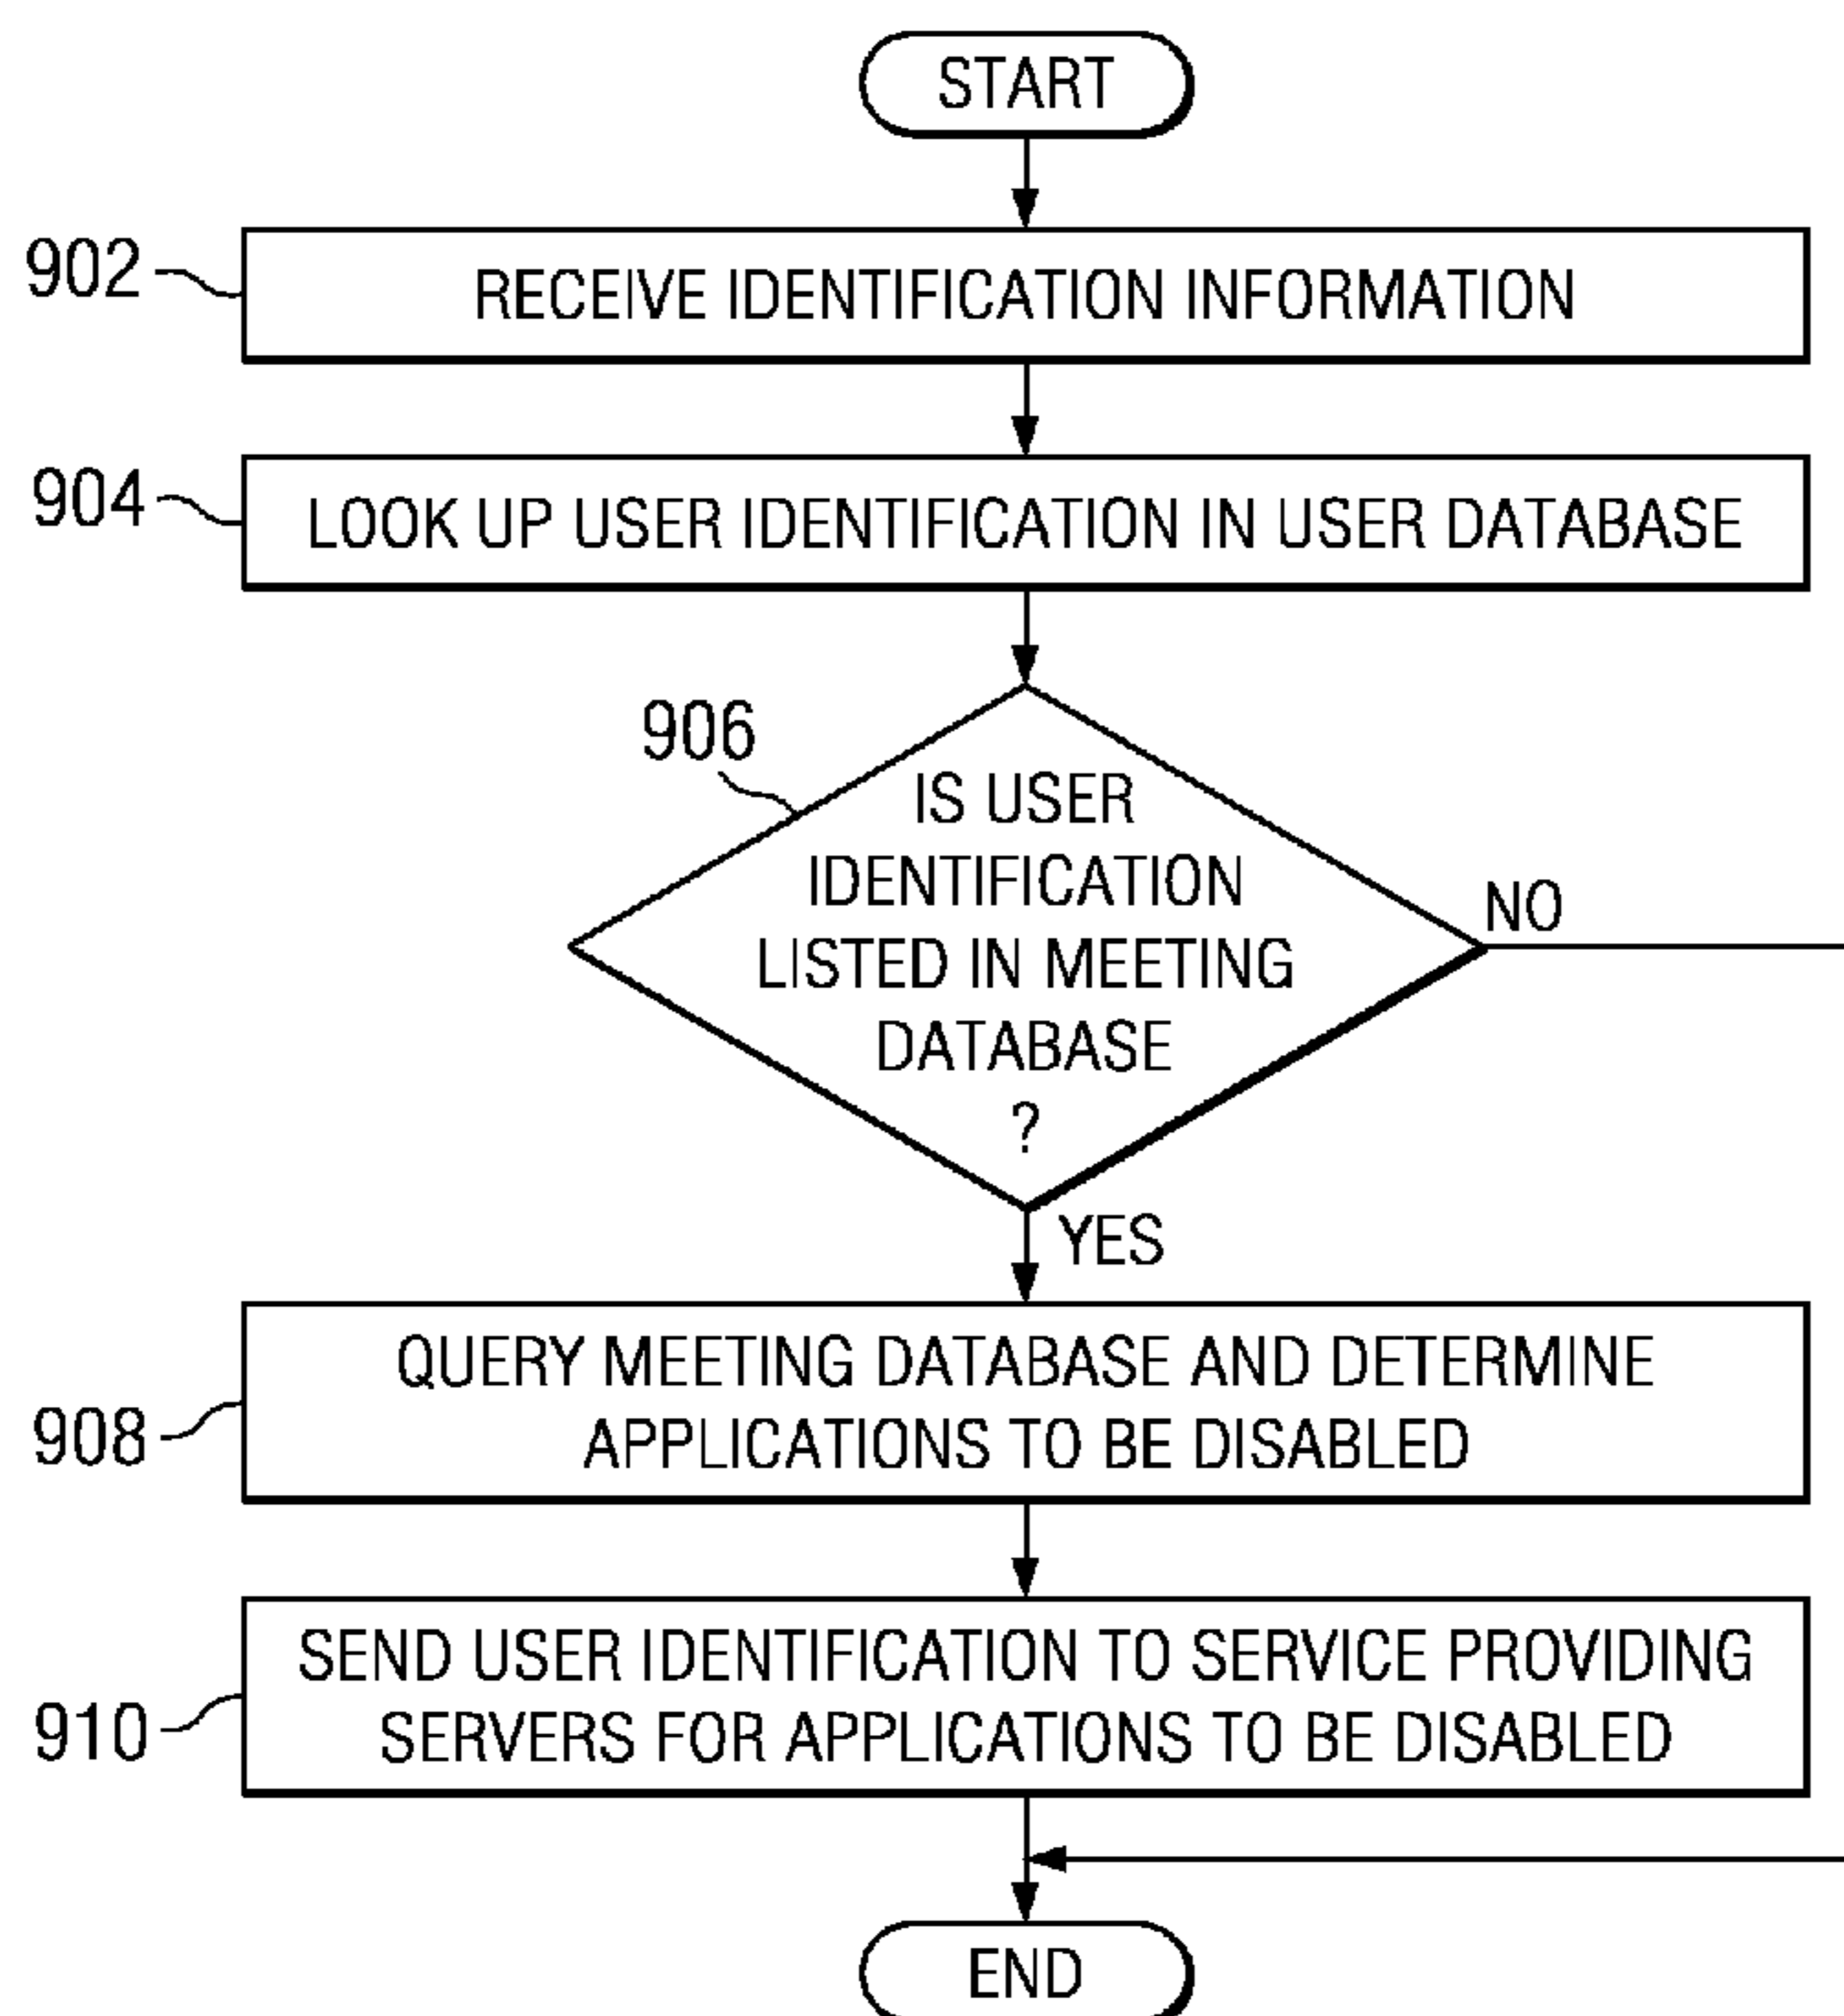 START
902
RECEIVE IDENTIFICATION INFORMATION
904
LOOK UP USER IDENTIFICATION IN USER DATABASE
906
IS USER
IDENTIFICATION
LISTED IN MEETING
DATABASE
?
NO
YES
908
QUERY MEETING DATABASE AND DETERMINE
APPLICATIONS TO BE DISABLED
910
SEND USER IDENTIFICATION TO SERVICE PROVIDING
SERVERS FOR APPLICATIONS TO BE DISABLED
END